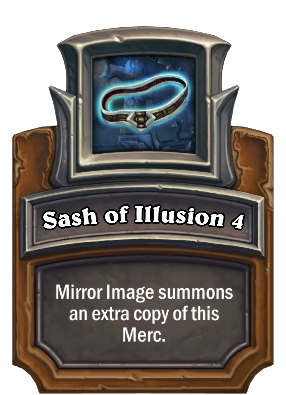 Sash of Illusion 4
Mirror Image summons
an extra copy of this
Merc.